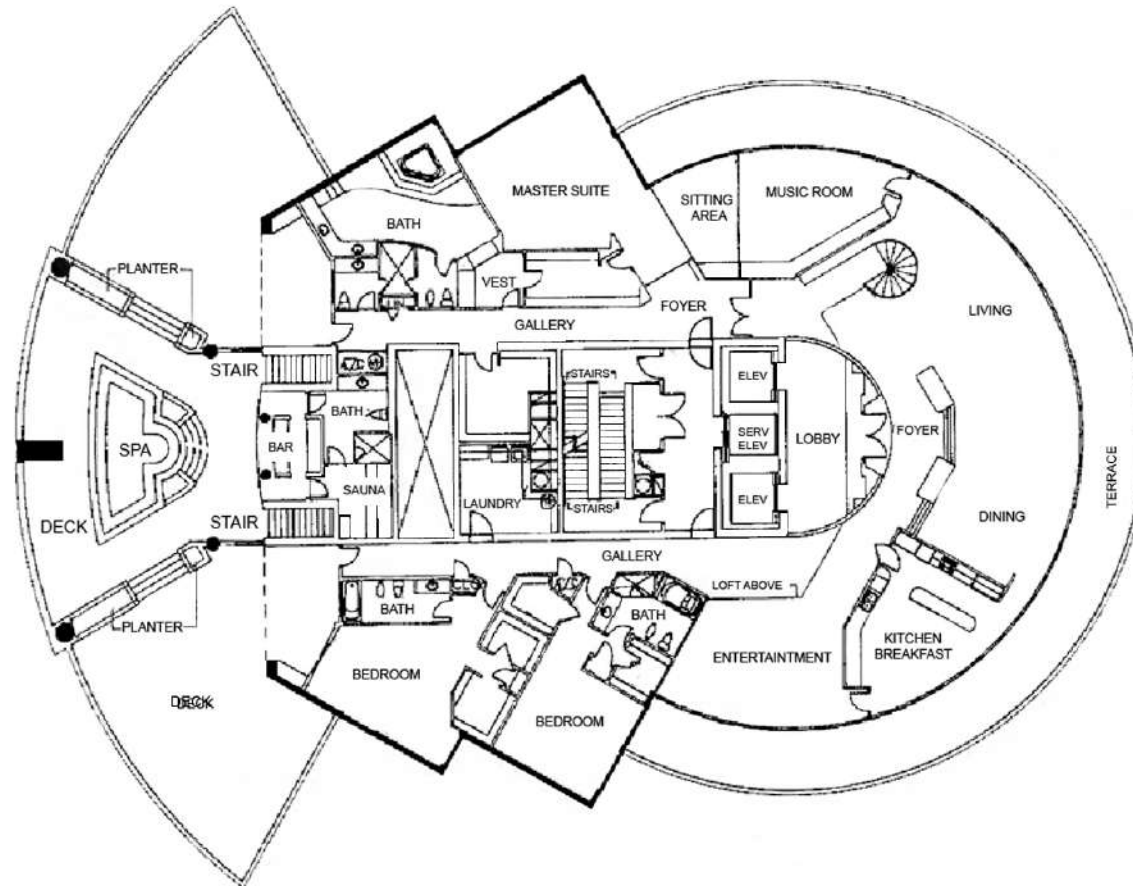 MASTER SUITE
SITTING
AREA
MUSIC ROOM
BATH
PLANTER
VEST
FOYER
LIVING
GALLERY
STAIR
STAIRS
ELEV
BATH
SPA
BAR
SERV
ELEV
LOBBY
FOYER
TERRACE
SAUNA
LAUNDRY
ELEV
DECK
STAIR
STAIRS
DINING
GALLERY
LOFT ABOVE
BATH
BATH
PLANTER
KITCHEN
BREAKFAST
ENTERTAINTMENT
BEDROOM
DECK
DECK
BEDROOM